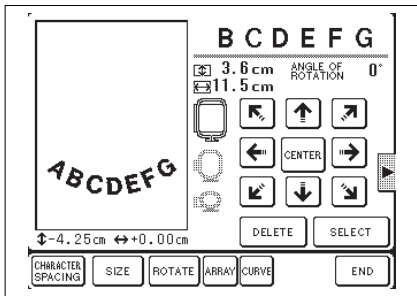 B C D E F G
3.6cm ANGLE OF ROTATION 0°
11.5cm
CENTER
ABCDEFG
-4.25cm +0.00cm
DELETE SELECT
CHARACTER SPACING SIZE ROTATE ARRAY CURVE END